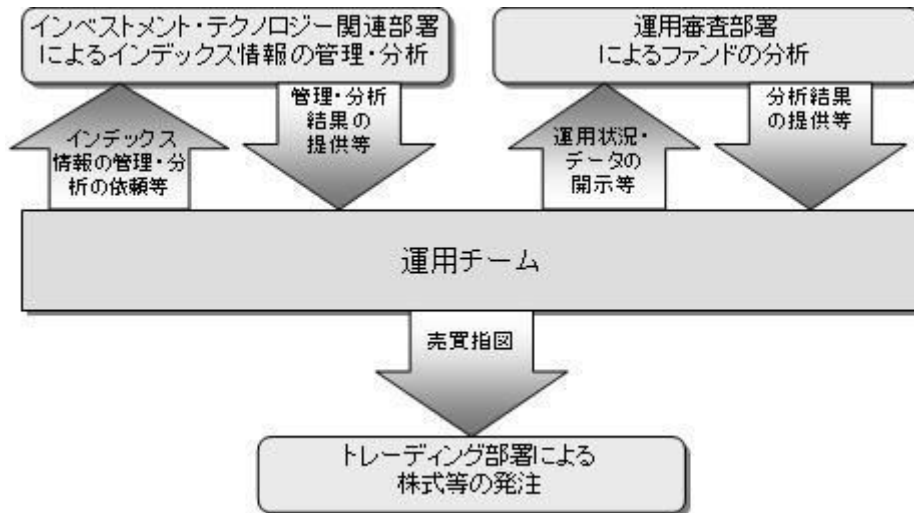 インベストメント・テクノロジー関連部署
によるインデックス情報の管理・分析
運用審査部署
によるファンドの分析
インデックス
情報の管理・分
析の依頼等
管理・分析
結果の
提供等
運用状況・
データの
開示等
分析結果
の提供等
運用チーム
売買指図
トレーディング部署による
株式等の発注